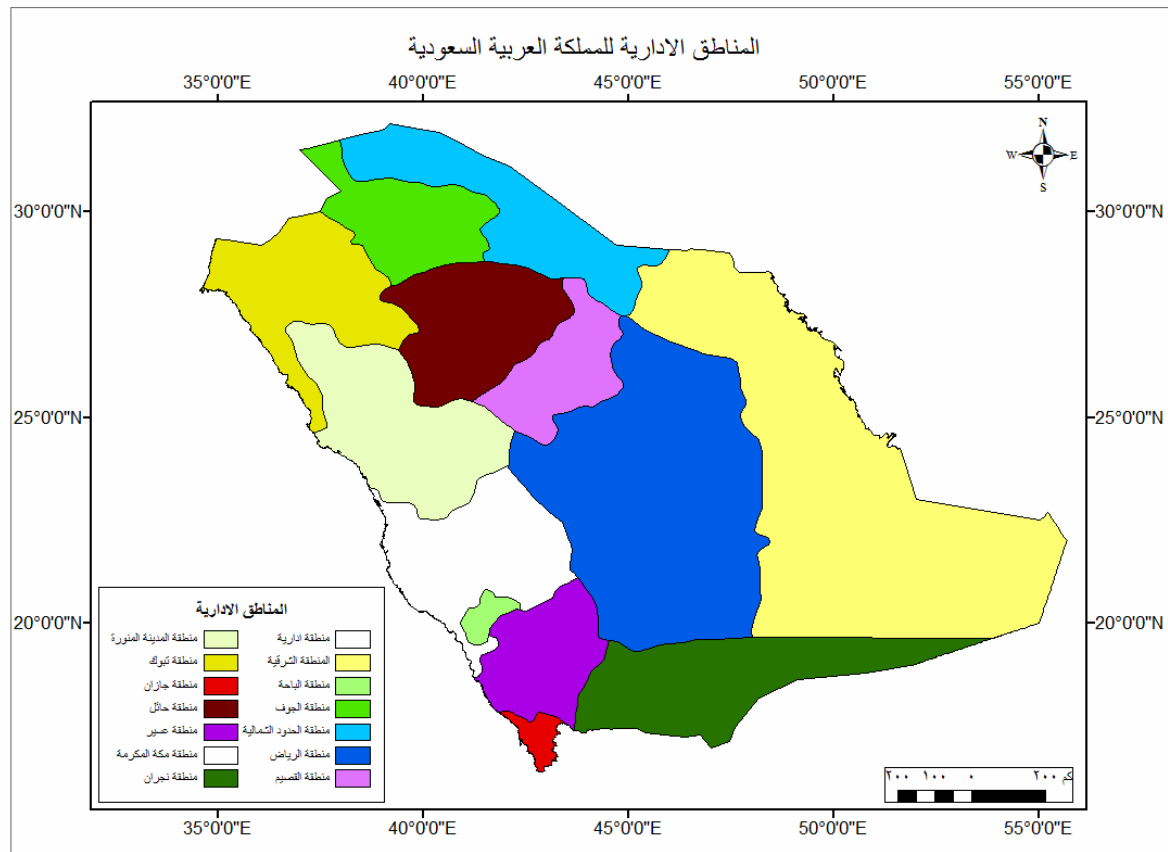 المناطق الادارية للمملكة العربية السعودية
35°0'0"E 40°0'0"E 45°0'0"E 50°0'0"E 55°0'0"E
N
W E
S
30°0'0"N 30°0'0"N
25°0'0"N 25°0'0"N
20°0'0"N 20°0'0"N
المناطق الادارية
منطقة ادارية منطقة المدينة المنورة
المنطقة الشرقية منطقة تبوك
منطقة الباحة منطقة جازان
منطقة الجوف منطقة حائل
منطقة الحدود الشمالية منطقة عسير
منطقة الرياض منطقة مكة المكرمة
منطقة القصيم منطقة نجران
٢٠٠ ١٠٠ ٠ ٢٠٠ كم
35°0'0"E 40°0'0"E 45°0'0"E 50°0'0"E 55°0'0"E